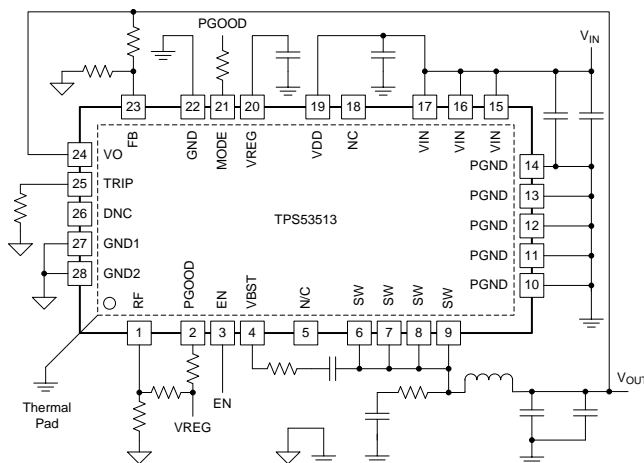 PGOOD
V_IN
23 22 21 20 19 18 17 16 15
FB GND MODE VREG VDD NC VIN VIN VIN
24 VO
25 TRIP
26 DNC
27 GND1
28 GND2
TPS53513
PGND 14
PGND 13
PGND 12
PGND 11
PGND 10
RF PGOOD EN VBST N/C SW SW SW SW
1 2 3 4 5 6 7 8 9
Thermal
Pad
VREG
EN
V_OUT